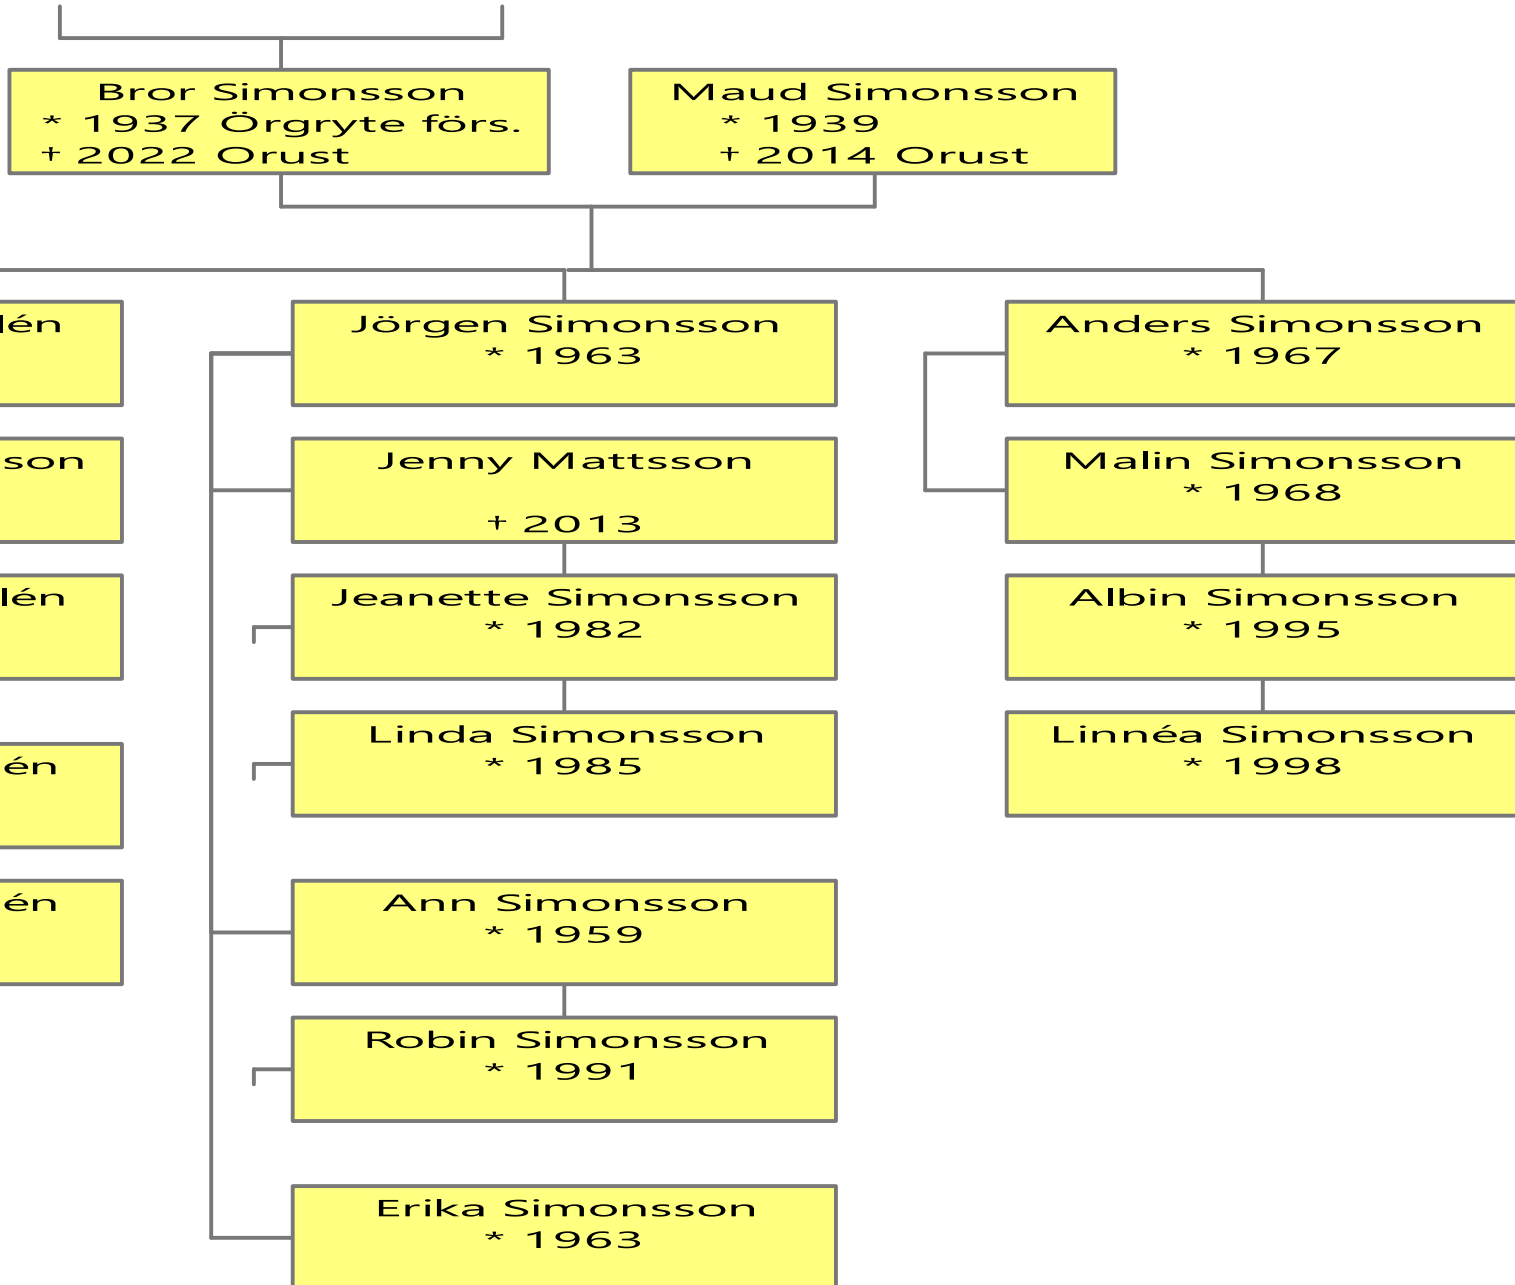 Bror Simonsson
* 1937 Örgryte förs.
+ 2022 Orust
Maud Simonsson
* 1939
+ 2014 Orust
Jörgen Simonsson
* 1963
Anders Simonsson
* 1967
Jenny Mattsson
+ 2013
Malin Simonsson
* 1968
Jeanette Simonsson
* 1982
Albin Simonsson
* 1995
Linda Simonsson
* 1985
Linnéa Simonsson
* 1998
Ann Simonsson
* 1959
Robin Simonsson
* 1991
Erika Simonsson
* 1963